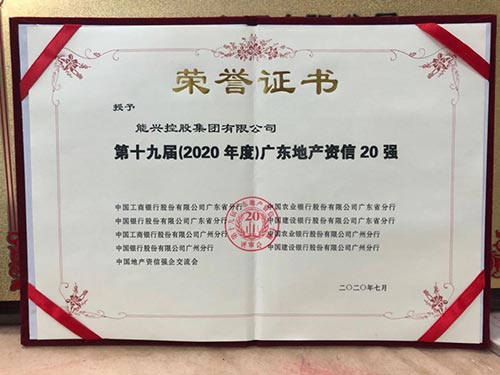 荣誉证书
授予
能兴控股集团有限公司
第十九届(2020年度)广东地产资信20强
中国工商银行股份有限公司广东省分行 中国农业银行股份有限公司广东省分行
中国银行股份有限公司广东省分行 中国建设银行股份有限公司广东省分行
中国工商银行股份有限公司广州分行 中国农业银行股份有限公司广州分行
中国银行股份有限公司广州分行 中国建设银行股份有限公司广州分行
中国地产资信强企交流会
20
评审会
二〇二〇年七月